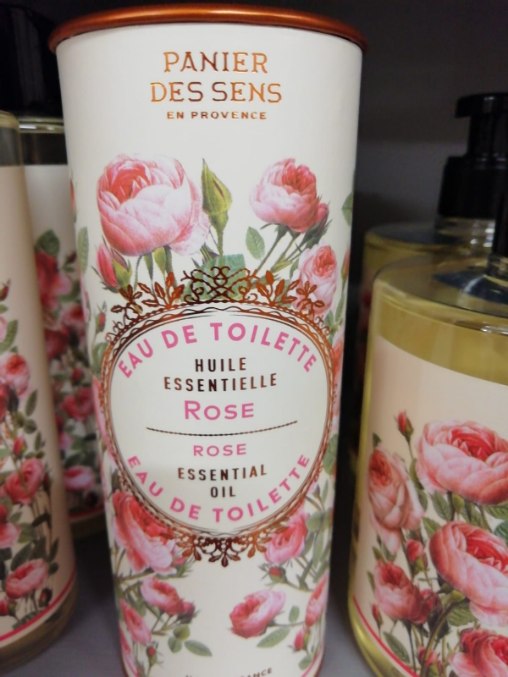 PANIER
DES SENS
EN PROVENCE
EAU DE TOILETTE
HUILE
ESSENTIELLE
ROSE
ROSE
ESSENTIAL
OIL
EAU DE TOILETTE